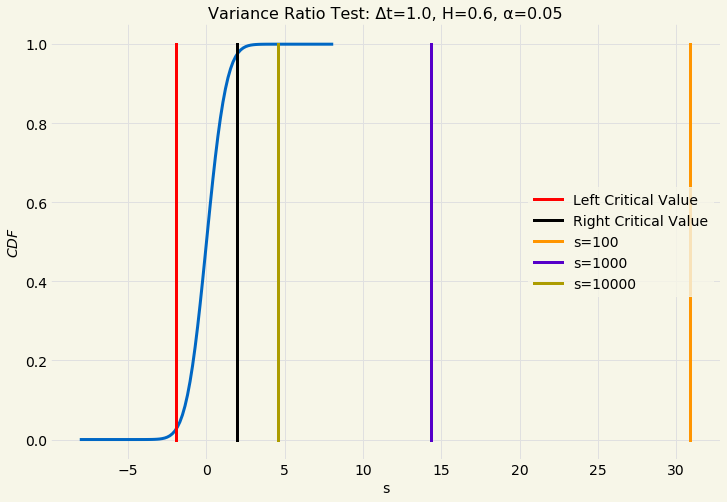 Variance Ratio Test: Δt=1.0, H=0.6, α=0.05
CDF
1.0
0.8
0.6
0.4
0.2
0.0
Left Critical Value
Right Critical Value
s=100
s=1000
s=10000
−5 0 5 10 15 20 25 30
s